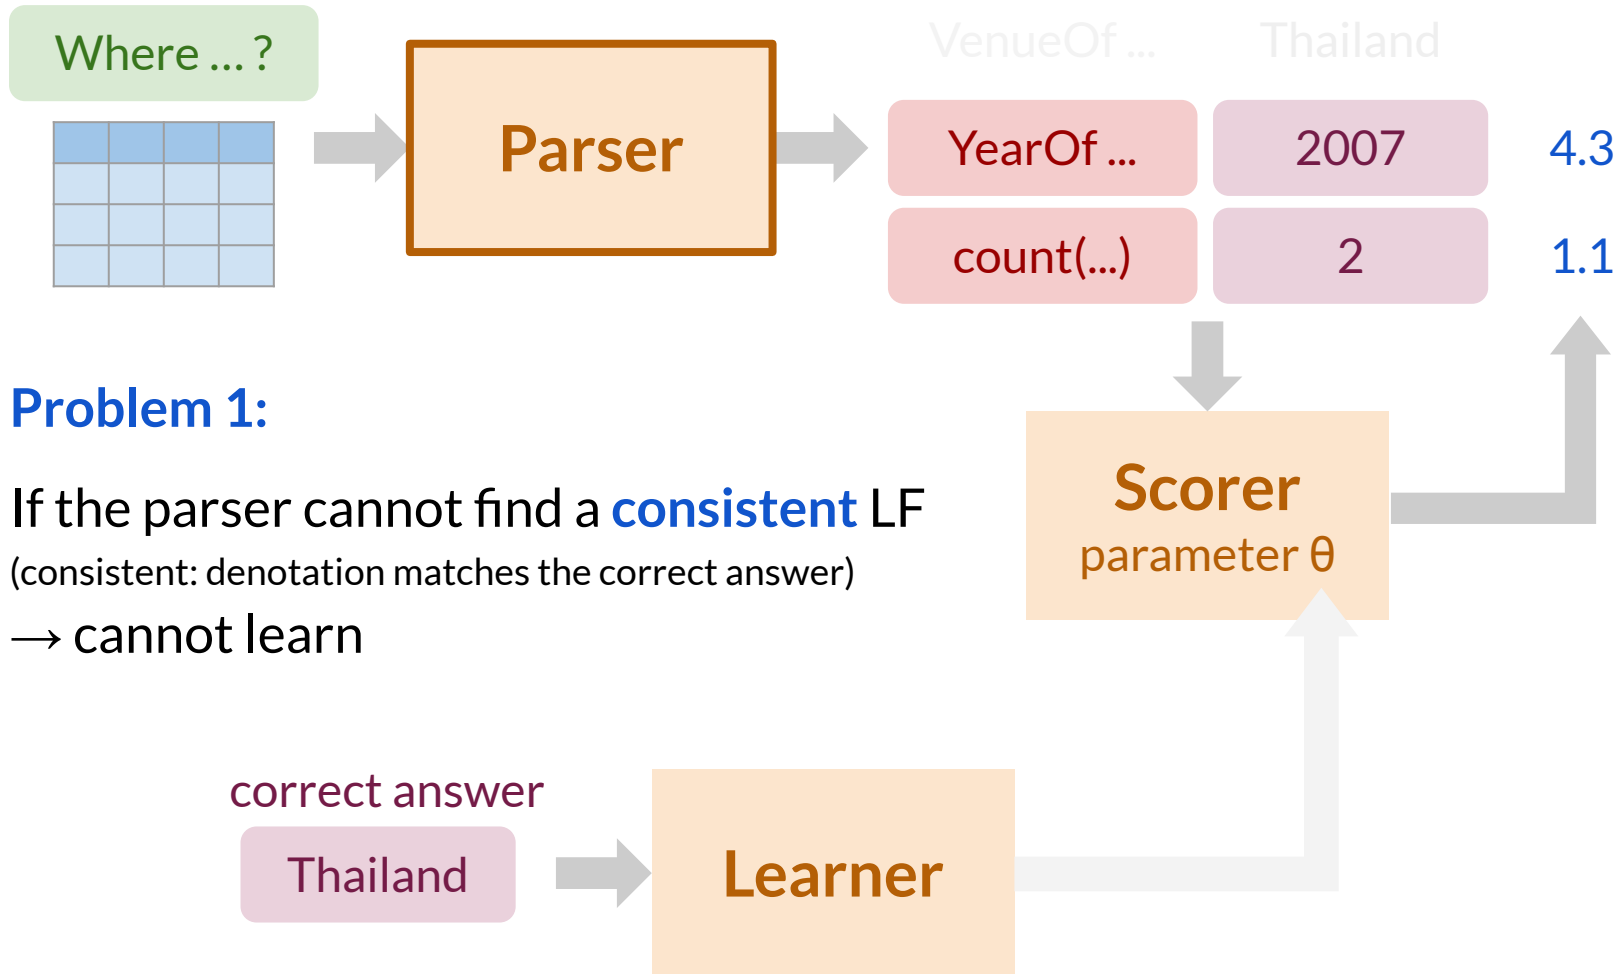 Where ... ?
Parser
VenueOf ... Thailand
YearOf ... 2007 4.3
count(...) 2 1.1
Problem 1:
If the parser cannot find a consistent LF
(consistent: denotation matches the correct answer)
→ cannot learn
Scorer
parameter θ
correct answer
Thailand
Learner